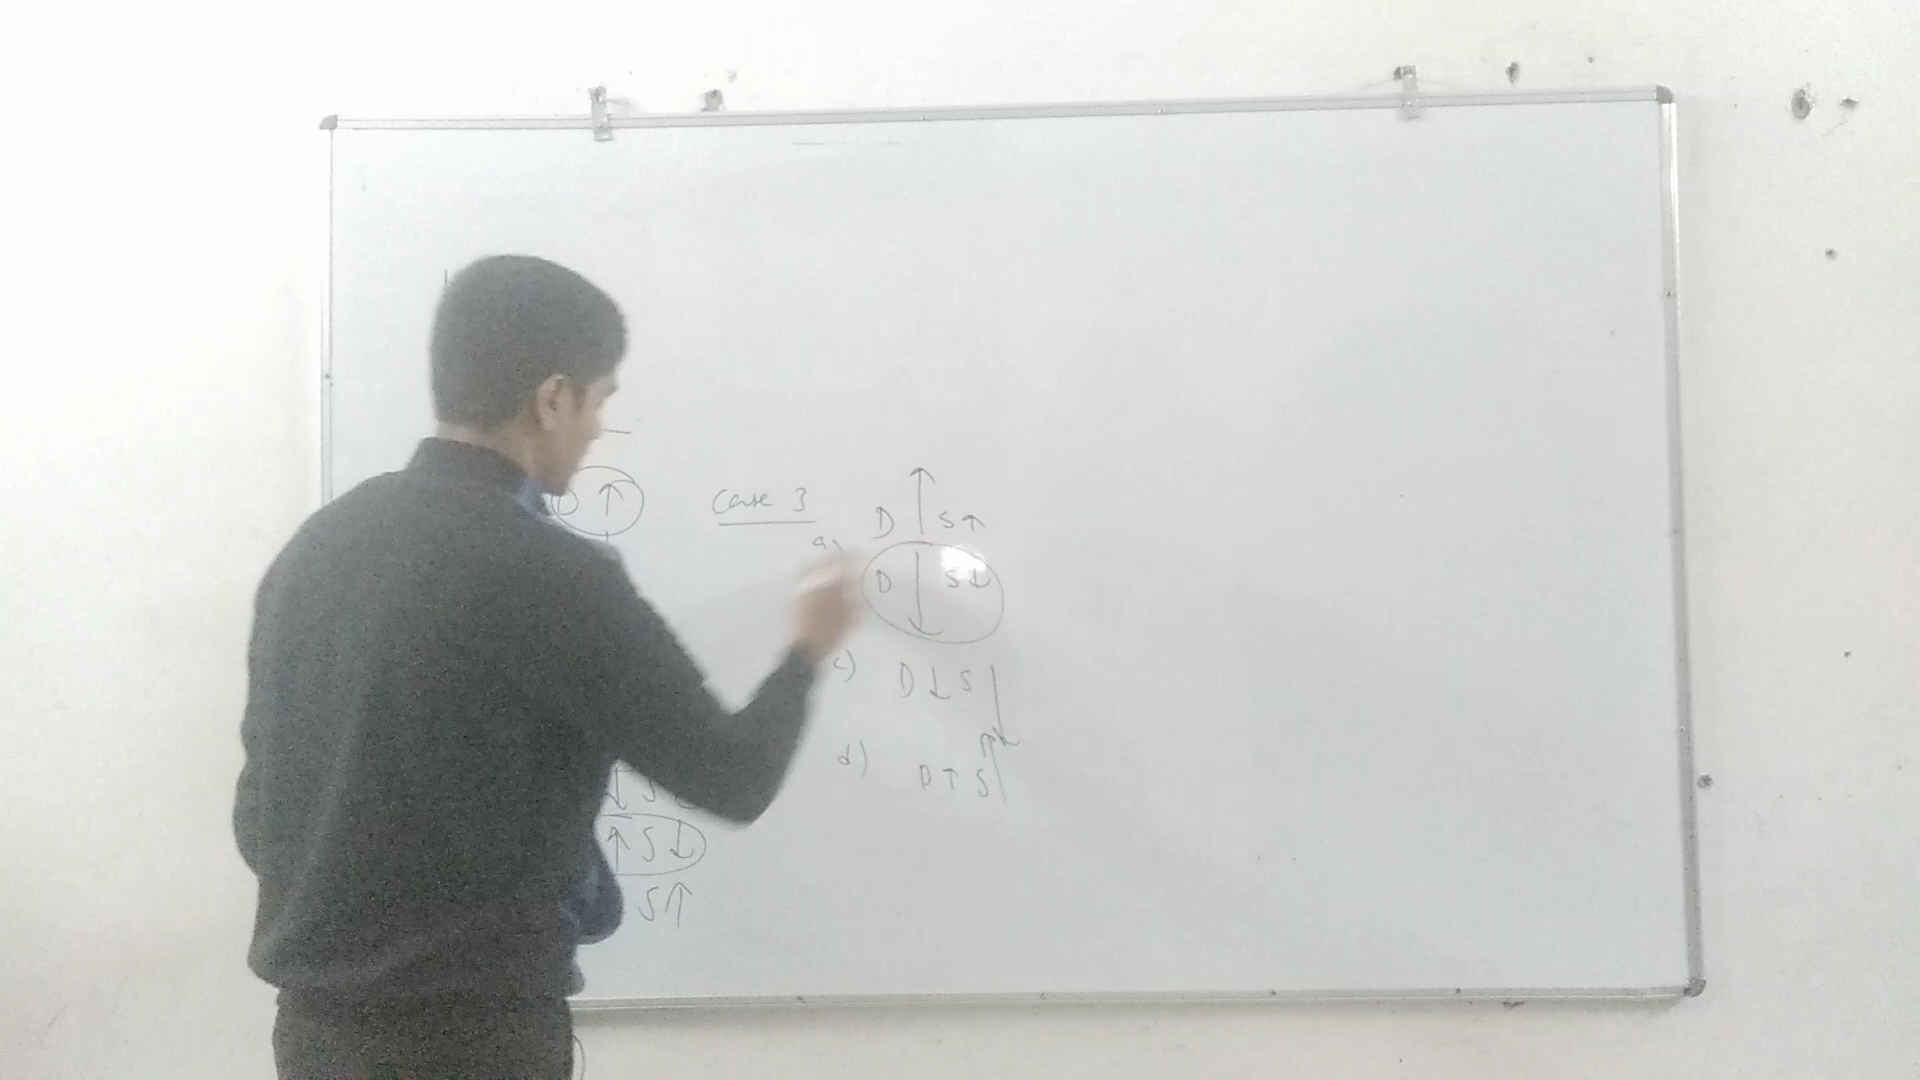 D ↑
Case 3
D ↑ S ↑
a)
D ↓ S ↓
c) D ↓ S ↓
d) D ↑ S ↑
↓ S
↑ S ↓
S ↑